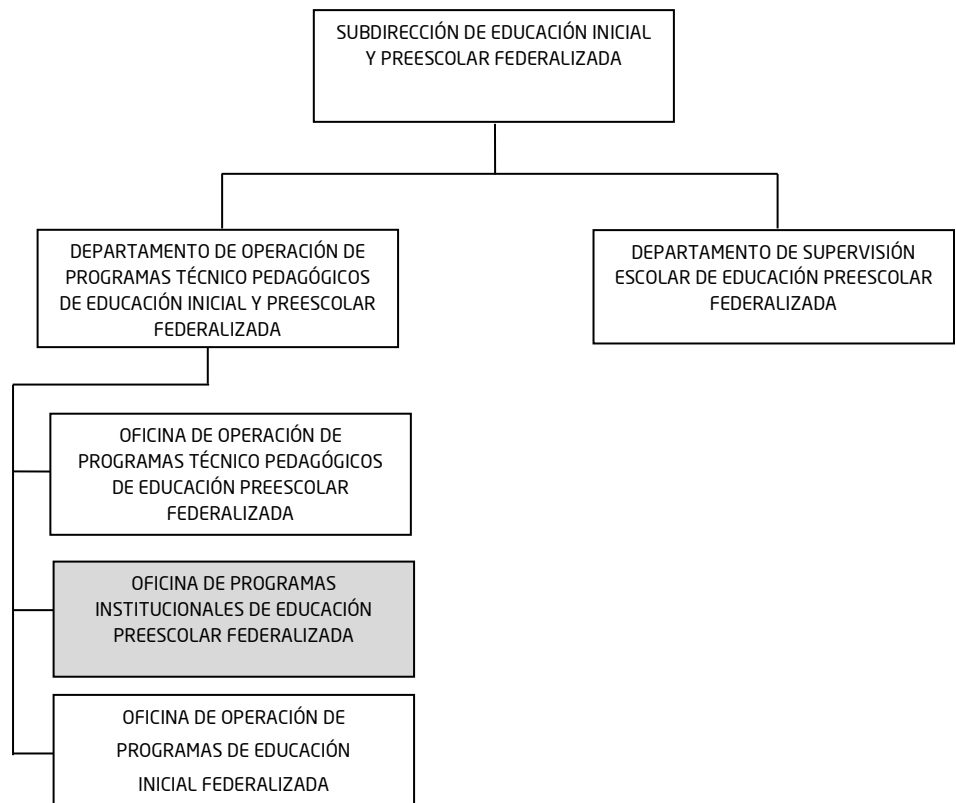 SUBDIRECCIÓN DE EDUCACIÓN INICIAL
Y PREESCOLAR FEDERALIZADA
DEPARTAMENTO DE OPERACIÓN DE
PROGRAMAS TÉCNICO PEDAGÓGICOS
DE EDUCACIÓN INICIAL Y PREESCOLAR
FEDERALIZADA
DEPARTAMENTO DE SUPERVISIÓN
ESCOLAR DE EDUCACIÓN PREESCOLAR
FEDERALIZADA
OFICINA DE OPERACIÓN DE
PROGRAMAS TÉCNICO PEDAGÓGICOS
DE EDUCACIÓN PREESCOLAR
FEDERALIZADA
OFICINA DE PROGRAMAS
INSTITUCIONALES DE EDUCACIÓN
PREESCOLAR FEDERALIZADA
OFICINA DE OPERACIÓN DE
PROGRAMAS DE EDUCACIÓN
INICIAL FEDERALIZADA